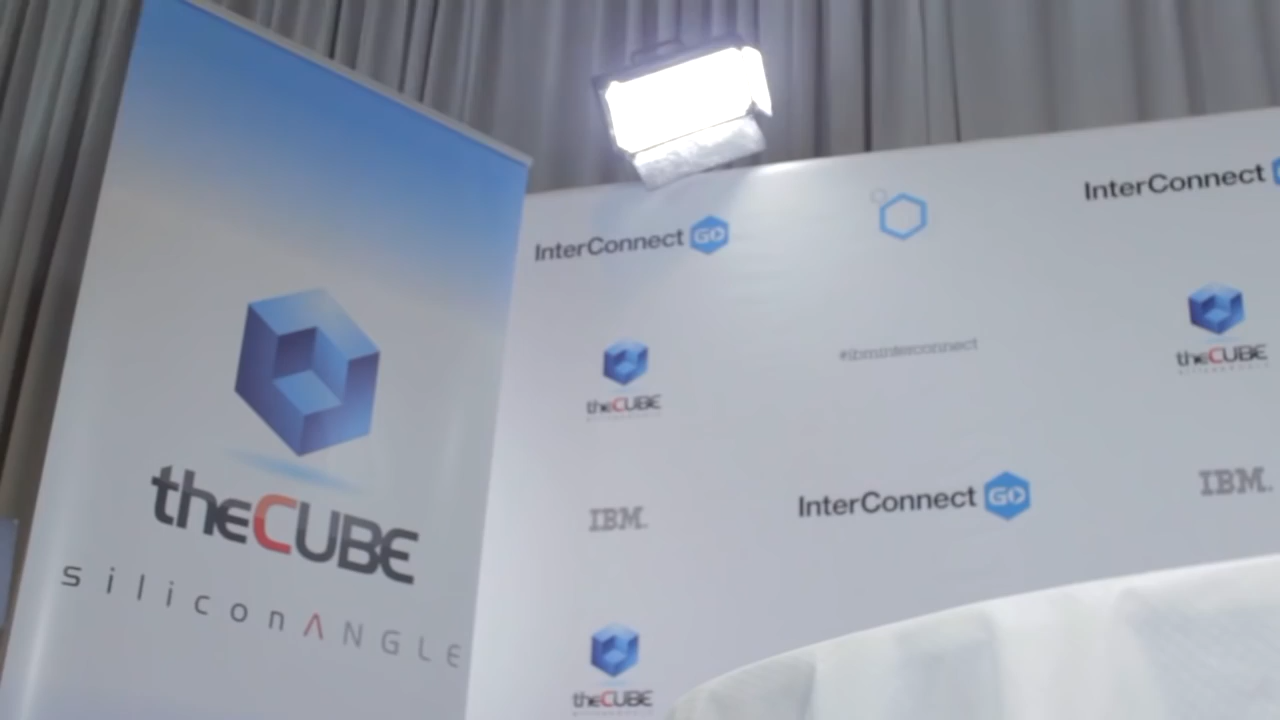 theCUBE
siliconANGLE
InterConnect GO
InterConnect
theCUBE
#ibminterconnect
theCUBE
IBM.
InterConnect GO
IBM.
theCUBE